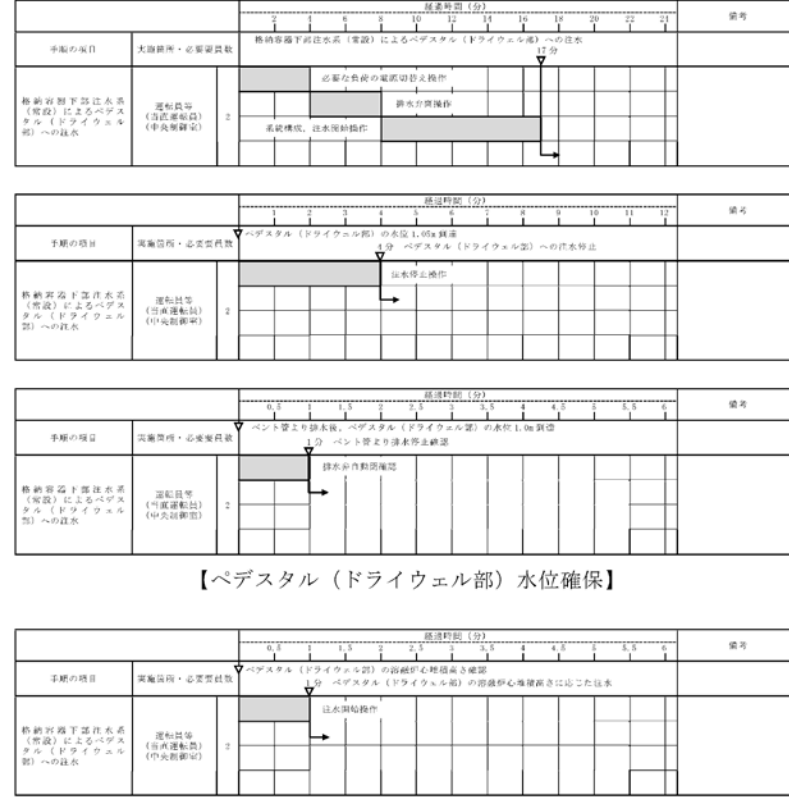 経過時間（分）
備考
2 4 6 8 10 12 14 16 18 20 22 24
手順の項目
実施箇所・必要要員数
格納容器下部注水系（常設）によるペデスタル（ドライウェル部）への注水
17分
必要な負荷の電源切替え操作
格納容器下部注水系
（常設）によるペデス
タル（ドライウェル
部）への注水
運転員等
（当直運転員）
（中央制御室）
2
排水弁開操作
系統構成，注水開始操作
経過時間（分）
備考
1 2 3 4 5 6 7 8 9 10 11 12
手順の項目
実施箇所・必要要員数
ペデスタル（ドライウェル部）の水位1.05m到達
4分 ペデスタル（ドライウェル部）への注水停止
注水停止操作
格納容器下部注水系
（常設）によるペデス
タル（ドライウェル
部）への注水
運転員等
（当直運転員）
（中央制御室）
2
経過時間（分）
備考
0.5 1 1.5 2 2.5 3 3.5 4 4.5 5 5.5 6
手順の項目
実施箇所・必要要員数
ベント管より排水後，ペデスタル（ドライウェル部）の水位1.0m到達
1分 ベント管より排水停止確認
排水弁自動閉確認
格納容器下部注水系
（常設）によるペデス
タル（ドライウェル
部）への注水
運転員等
（当直運転員）
（中央制御室）
2
【ペデスタル（ドライウェル部）水位確保】
経過時間（分）
備考
0.5 1 1.5 2 2.5 3 3.5 4 4.5 5 5.5 6
手順の項目
実施箇所・必要要員数
ペデスタル（ドライウェル部）の溶融炉心堆積高さ確認
1分 ペデスタル（ドライウェル部）の溶融炉心堆積高さに応じた注水
注水開始操作
格納容器下部注水系
（常設）によるペデス
タル（ドライウェル
部）への注水
運転員等
（当直運転員）
（中央制御室）
2